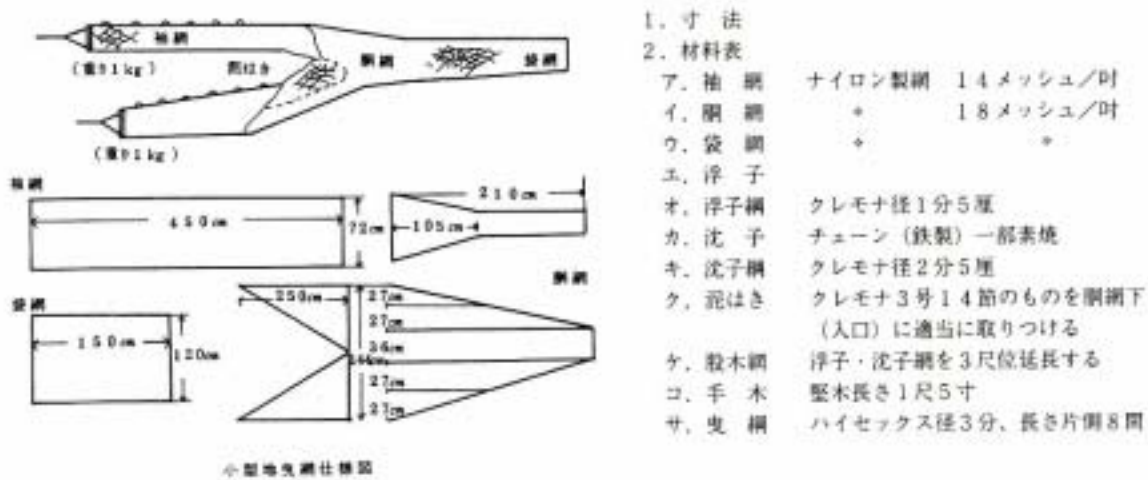 袖網
(重さ1kg)
泥はき
胴網
袋網
(重さ1kg)
袖網
450cm
72cm
210cm
105cm
胴網
袋網
150cm
120cm
250cm
27cm
27cm
36cm
27cm
27cm
小型地曳網仕様図
1.寸 法
2.材料表
ア.袖 網 ナイロン製網 14メッシュ/吋
イ.胴 網 〃 18メッシュ/吋
ウ.袋 網 〃 〃
エ.浮 子
オ.浮子綱 クレモナ径1分5厘
カ.沈 子 チェーン(鉄製)一部素焼
キ.沈子綱 クレモナ径2分5厘
ク.泥はき クレモナ3号14節のものを胴網下
(入口)に適当に取りつける
ケ.股木綱 浮子・沈子綱を3尺位延長する
コ.手 木 堅木長さ1尺5寸
サ.曳 綱 ハイセックス径3分、長さ片側8間